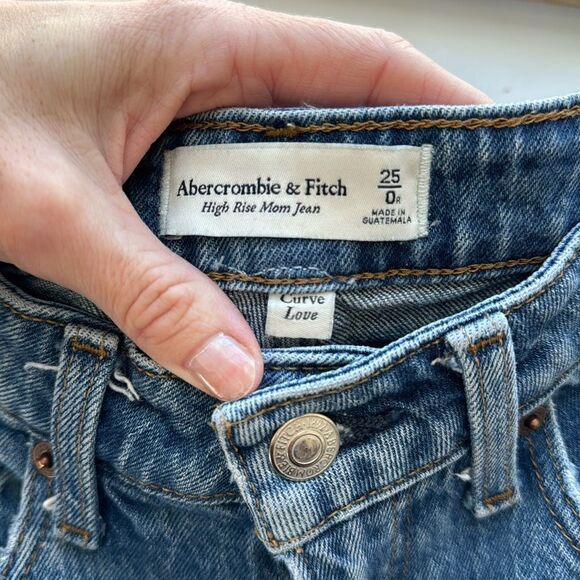 Abercrombie & Fitch
High Rise Mom Jean
25
0R
MADE IN
GUATEMALA
Curve
Love